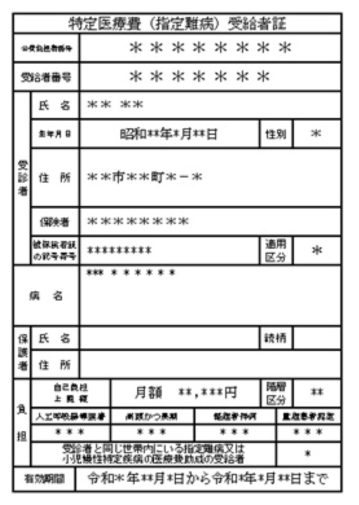 特定医療費（指定難病）受給者証
公費負担者番号 ＊＊＊＊＊＊＊＊
受給者番号 ＊＊＊＊＊＊＊
受診者
氏 名 ＊＊ ＊＊
生年月日 昭和**年*月**日 性別 ＊
住 所 ＊＊市＊＊町＊－＊
保険者 ＊＊＊＊＊＊＊＊
被保険者証の記号番号 ********* 適用区分 ＊
病 名 *** * * * * * *
保護者
氏 名 続柄
住 所
負担
自己負担上限額 月額 **,***円 階層区分 **
人工呼吸器等装着 高額かつ長期 軽症者特例 重症患者認定
* * * * * * * * * * * *
受診者と同じ世帯内にいる指定難病又は
小児慢性特定疾病の医療費助成の受給者 *
有効期間 令和＊年**月*日から令和*年*月**日まで